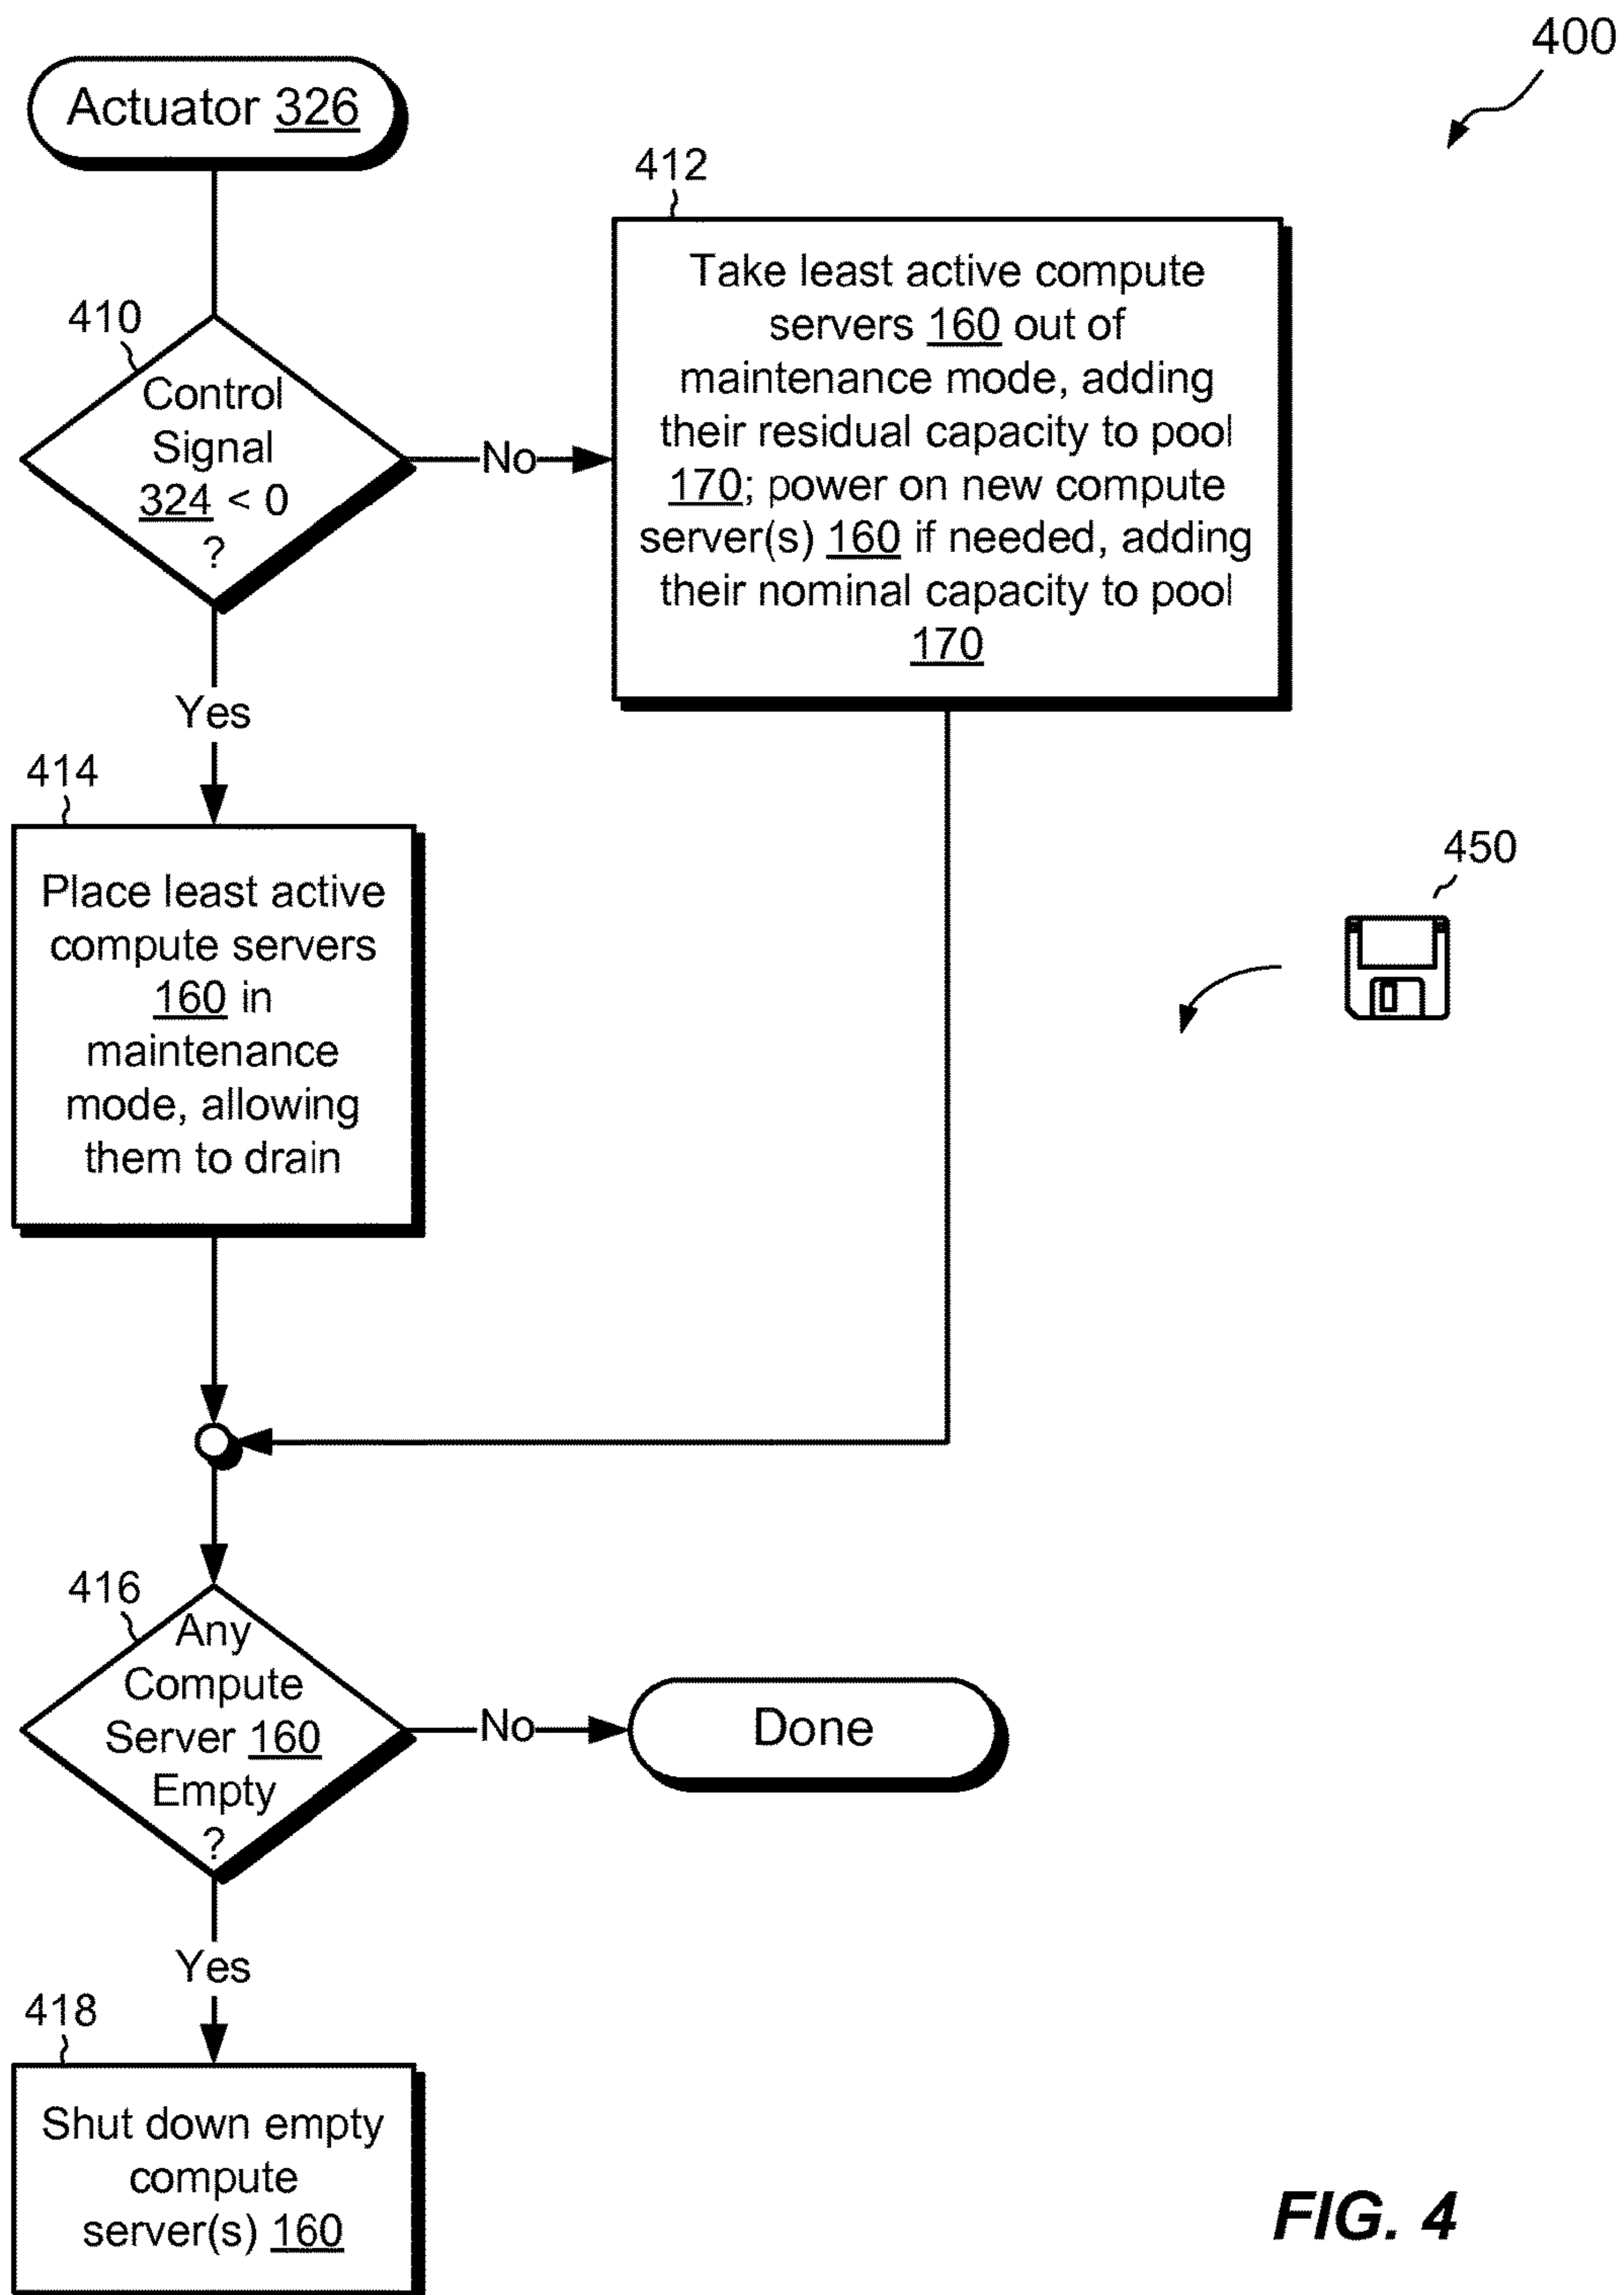 400
Actuator 326
412
Take least active compute
servers 160 out of
maintenance mode, adding
their residual capacity to pool
170; power on new compute
server(s) 160 if needed, adding
their nominal capacity to pool
170
410
Control
Signal
324 < 0
?
No
Yes
414
Place least active
compute servers
160 in
maintenance
mode, allowing
them to drain
450
416
Any
Compute
Server 160
Empty
?
No
Done
Yes
418
Shut down empty
compute
server(s) 160
FIG. 4